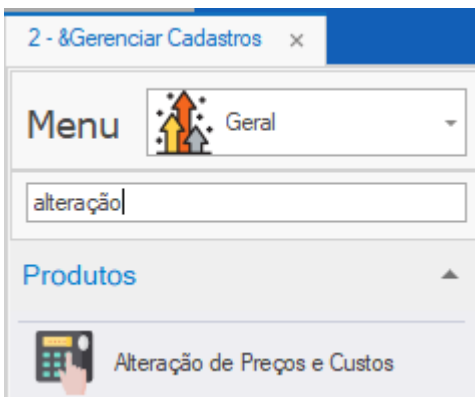 2 - &Gerenciar Cadastros ×
Menu Geral
alteração
Produtos
Alteração de Preços e Custos